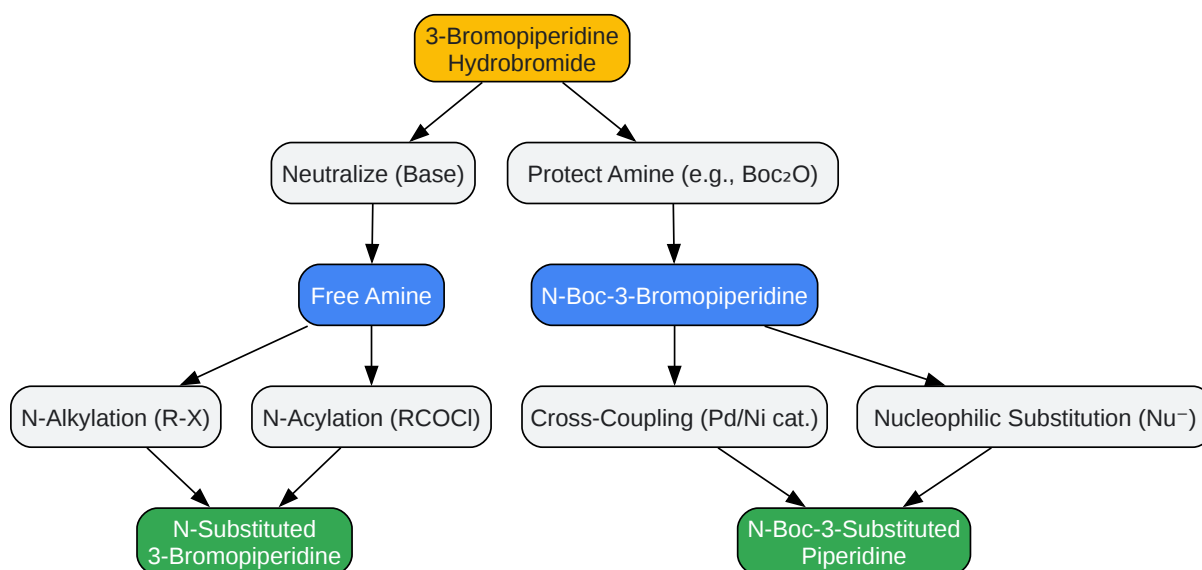 3-Bromopiperidine
Hydrobromide
Neutralize (Base)
Protect Amine (e.g., Boc₂O)
Free Amine
N-Boc-3-Bromopiperidine
N-Alkylation (R-X)
N-Acylation (RCOCl)
Cross-Coupling (Pd/Ni cat.)
Nucleophilic Substitution (Nu⁻)
N-Substituted
3-Bromopiperidine
N-Boc-3-Substituted
Piperidine